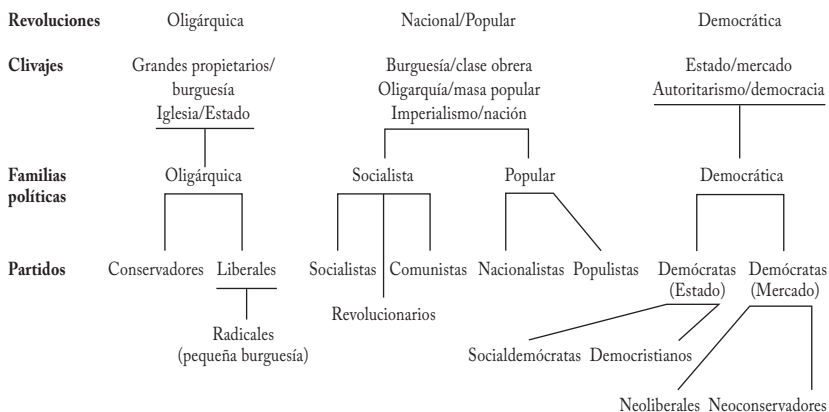 Revoluciones Oligárquica Nacional/Popular Democrática
Clivajes Grandes propietarios/ Burguesía/clase obrera Estado/mercado
burguesía Oligarquía/masa popular Autoritarismo/democracia
Iglesia/Estado Imperialismo/nación
Familias Oligárquica Socialista Popular Democrática
políticas
Partidos Conservadores Liberales Socialistas Comunistas Nacionalistas Populistas Demócratas Demócratas
(Estado) (Mercado)
Revolucionarios
Radicales
(pequeña burguesía)
Socialdemócratas Democristianos
Neoliberales Neoconservadores